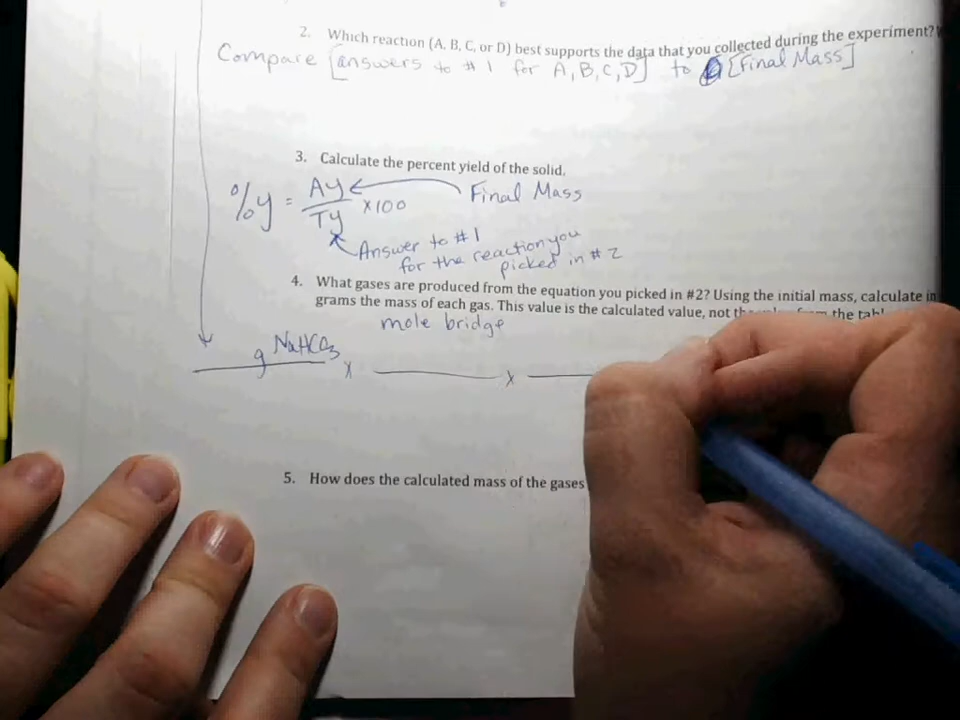 2. Which reaction (A, B, C, or D) best supports the data that you collected during the experiment?
Compare [answers to #1 for A,B,C,D] to [Final Mass]
3. Calculate the percent yield of the solid.
%Y = AY/TY x100 Final Mass
Answer to #1
for the reaction you
picked in #2
4. What gases are produced from the equation you picked in #2? Using the initial mass, calculate in
grams the mass of each gas. This value is the calculated value, not the
mole bridge
g NaHCO3 x x
5. How does the calculated mass of the gases